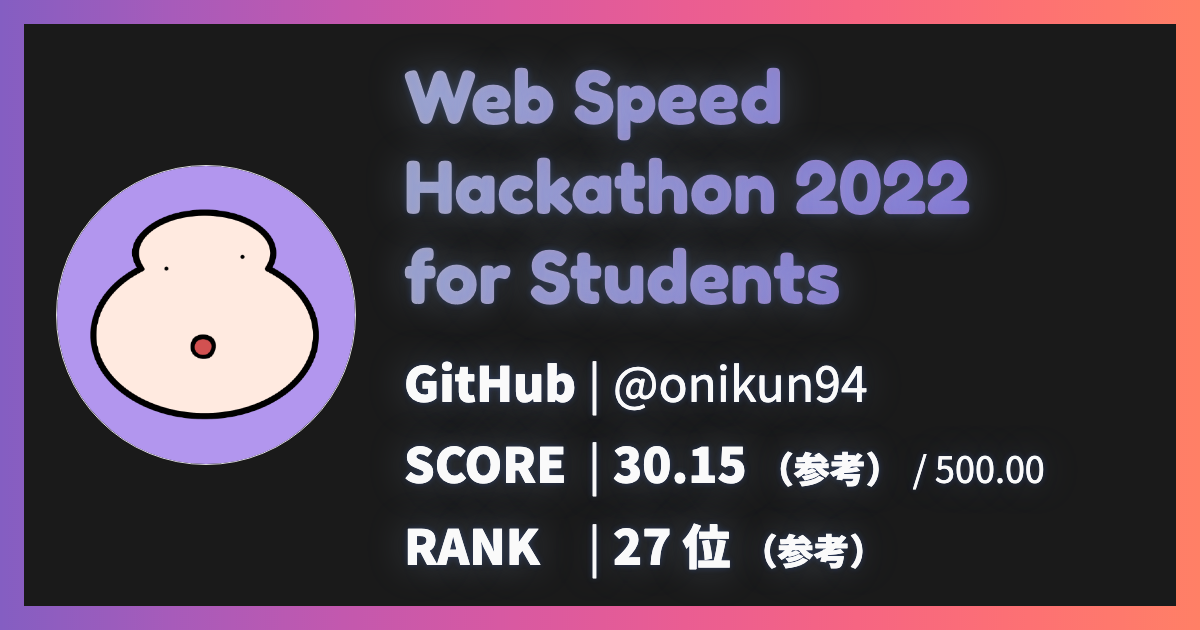 Web Speed
Hackathon 2022
for Students
GitHub | @onikun94
SCORE | 30.15 （参考） / 500.00
RANK | 27 位 （参考）